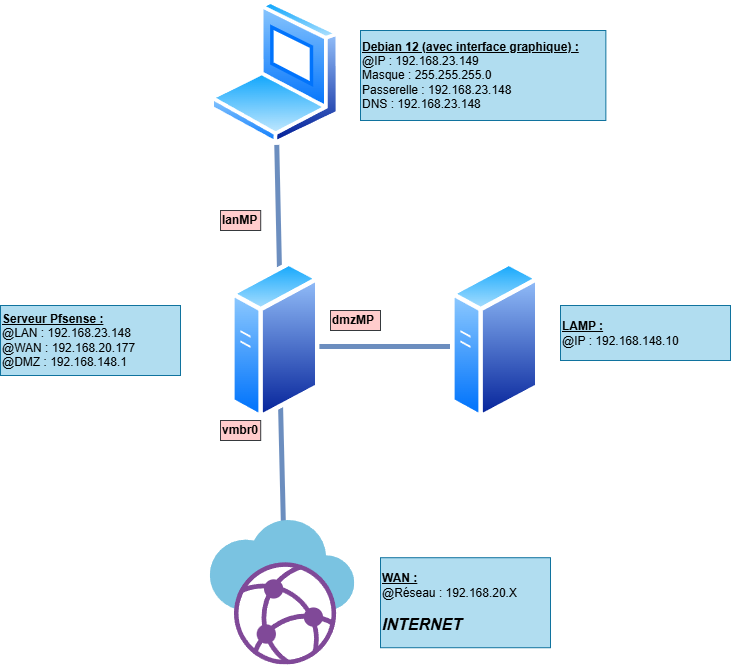 Debian 12 (avec interface graphique) :
@IP : 192.168.23.149
Masque : 255.255.255.0
Passerelle : 192.168.23.148
DNS : 192.168.23.148
lanMP
Serveur Pfsense :
@LAN : 192.168.23.148
@WAN : 192.168.20.177
@DMZ : 192.168.148.1
dmzMP
LAMP :
@IP : 192.168.148.10
vmbr0
WAN :
@Réseau : 192.168.20.X
INTERNET